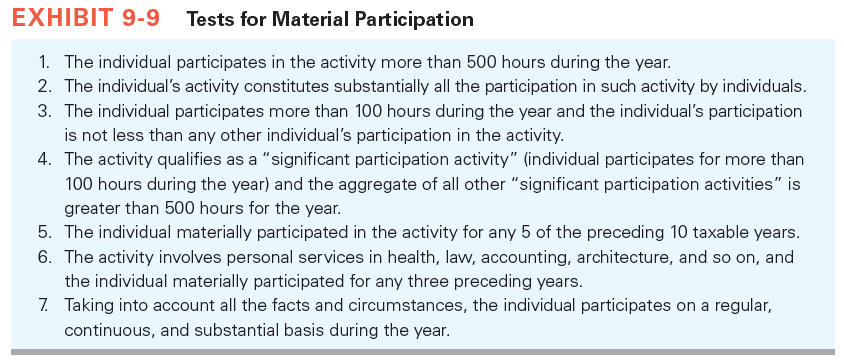 EXHIBIT 9-9 Tests for Material Participation
1. The individual participates in the activity more than 500 hours during the year.
2. The individual's activity constitutes substantially all the participation in such activity by individuals.
3. The individual participates more than 100 hours during the year and the individual's participation
is not less than any other individual's participation in the activity.
4. The activity qualifies as a “significant participation activity” (individual participates for more than
100 hours during the year) and the aggregate of all other “significant participation activities” is
greater than 500 hours for the year.
5. The individual materially participated in the activity for any 5 of the preceding 10 taxable years.
6. The activity involves personal services in health, law, accounting, architecture, and so on, and
the individual materially participated for any three preceding years.
7. Taking into account all the facts and circumstances, the individual participates on a regular,
continuous, and substantial basis during the year.